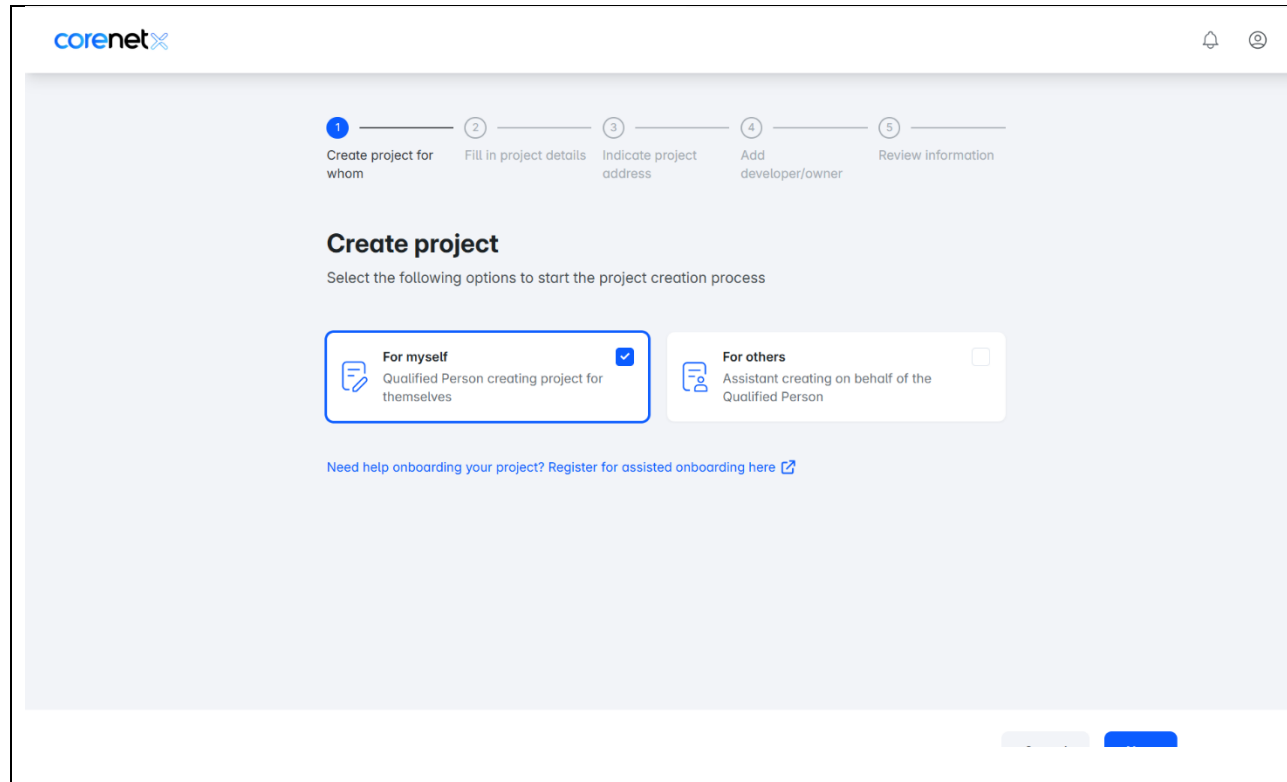 corenetx
1 2 3 4 5
Create project for Fill in project details Indicate project Add Review information
whom address developer/owner
Create project
Select the following options to start the project creation process
For myself For others
Qualified Person creating project for Assistant creating on behalf of the
themselves Qualified Person
Need help onboarding your project? Register for assisted onboarding here